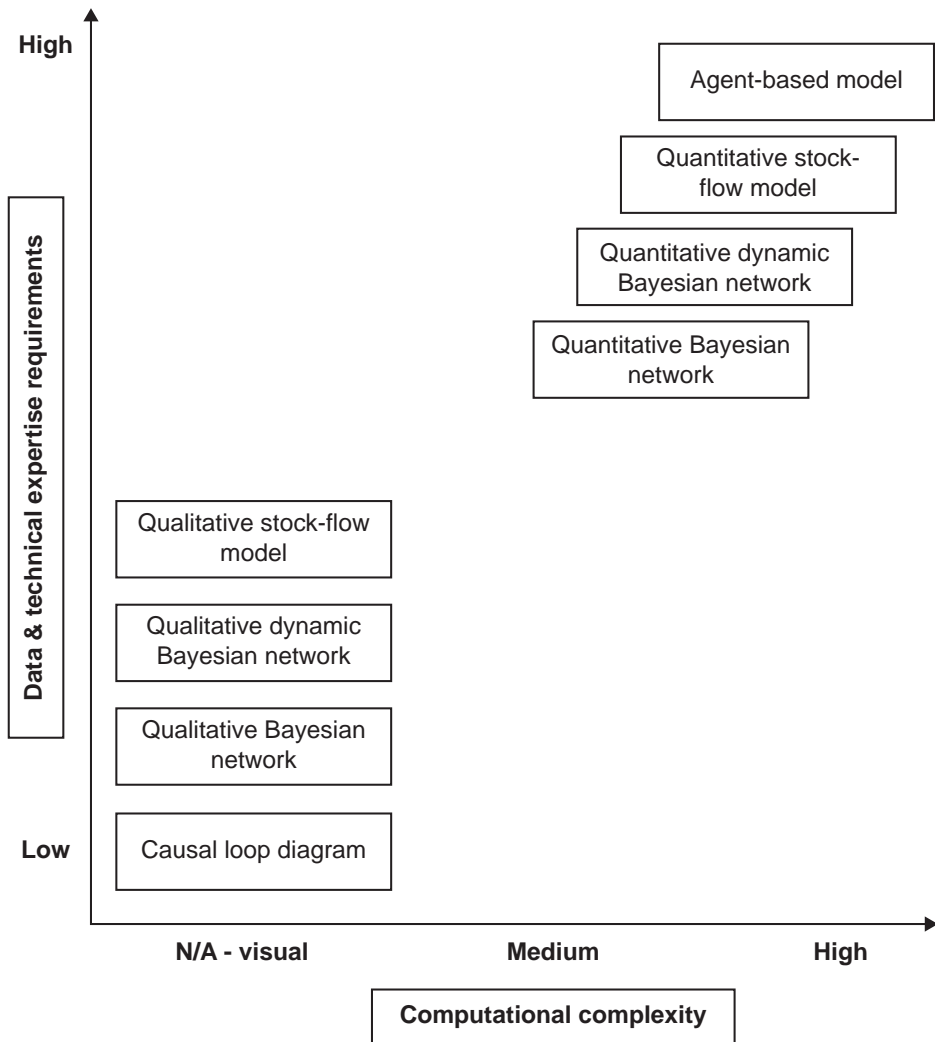 High
Agent-based model
Quantitative stock-
flow model
Quantitative dynamic
Bayesian network
Quantitative Bayesian
network
Data & technical expertise requirements
Qualitative stock-flow
model
Qualitative dynamic
Bayesian network
Qualitative Bayesian
network
Low
Causal loop diagram
N/A - visual
Medium
High
Computational complexity